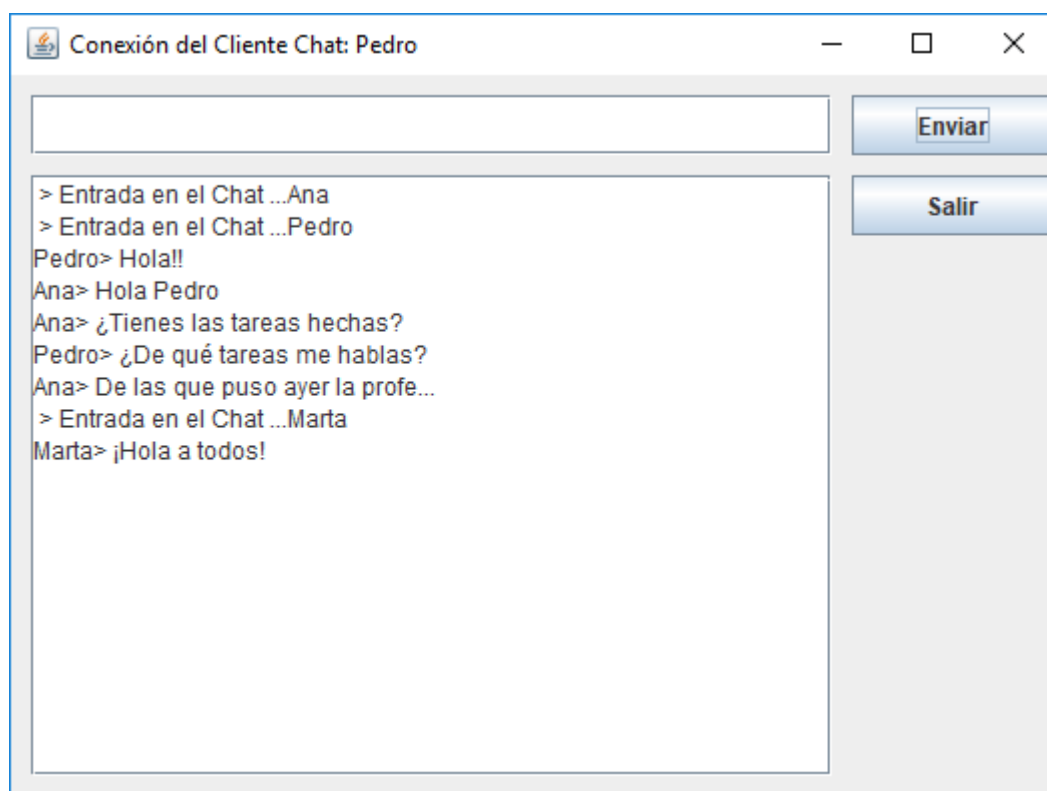 Conexión del Cliente Chat: Pedro
Enviar
Salir
> Entrada en el Chat ...Ana
> Entrada en el Chat ...Pedro
Pedro> Hola!!
Ana> Hola Pedro
Ana> ¿Tienes las tareas hechas?
Pedro> ¿De qué tareas me hablas?
Ana> De las que puso ayer la profe...
> Entrada en el Chat ...Marta
Marta> ¡Hola a todos!